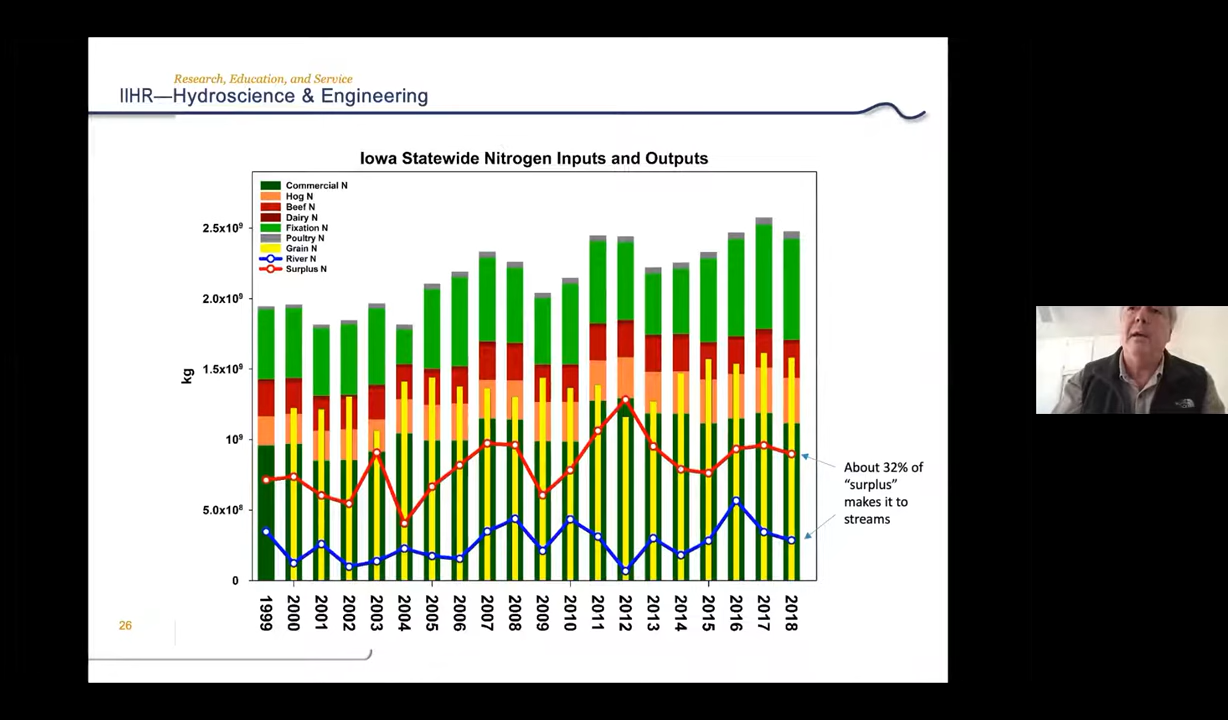 Research, Education, and Service
IIHR—Hydroscience & Engineering
Iowa Statewide Nitrogen Inputs and Outputs
Commercial N
Hog N
Beef N
Dairy N
Fixation N
Poultry N
Grain N
River N
Surplus N
2.5x10⁹
2.0x10⁹
1.5x10⁹
10⁹
5.0x10⁸
0
kg
1999 2000 2001 2002 2003 2004 2005 2006 2007 2008 2009 2010 2011 2012 2013 2014 2015 2016 2017 2018
About 32% of
“surplus”
makes it to
streams
26